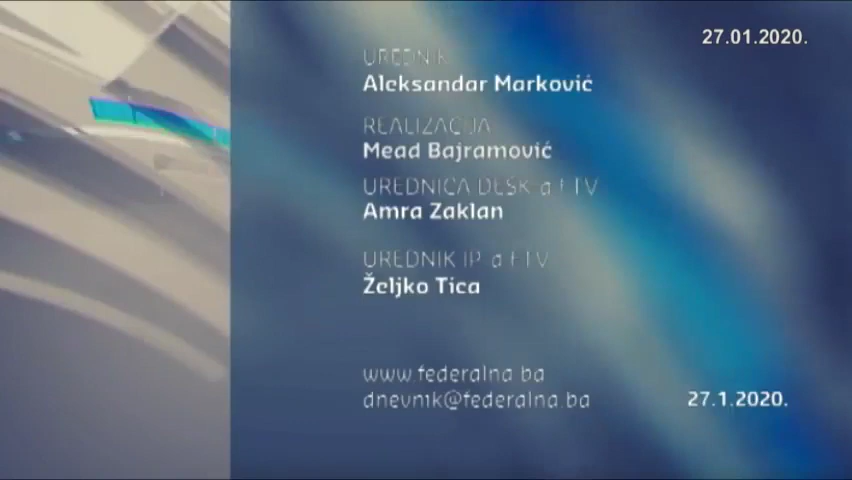 27.01.2020.
UREDNIK
Aleksandar Marković
REALIZACIJA
Mead Bajramović
UREDNICA DESK-a FTV
Amra Zaklan
UREDNIK IP-a FTV
Željko Tica
www.federalna.ba
dnevnik@federalna.ba
27.1.2020.